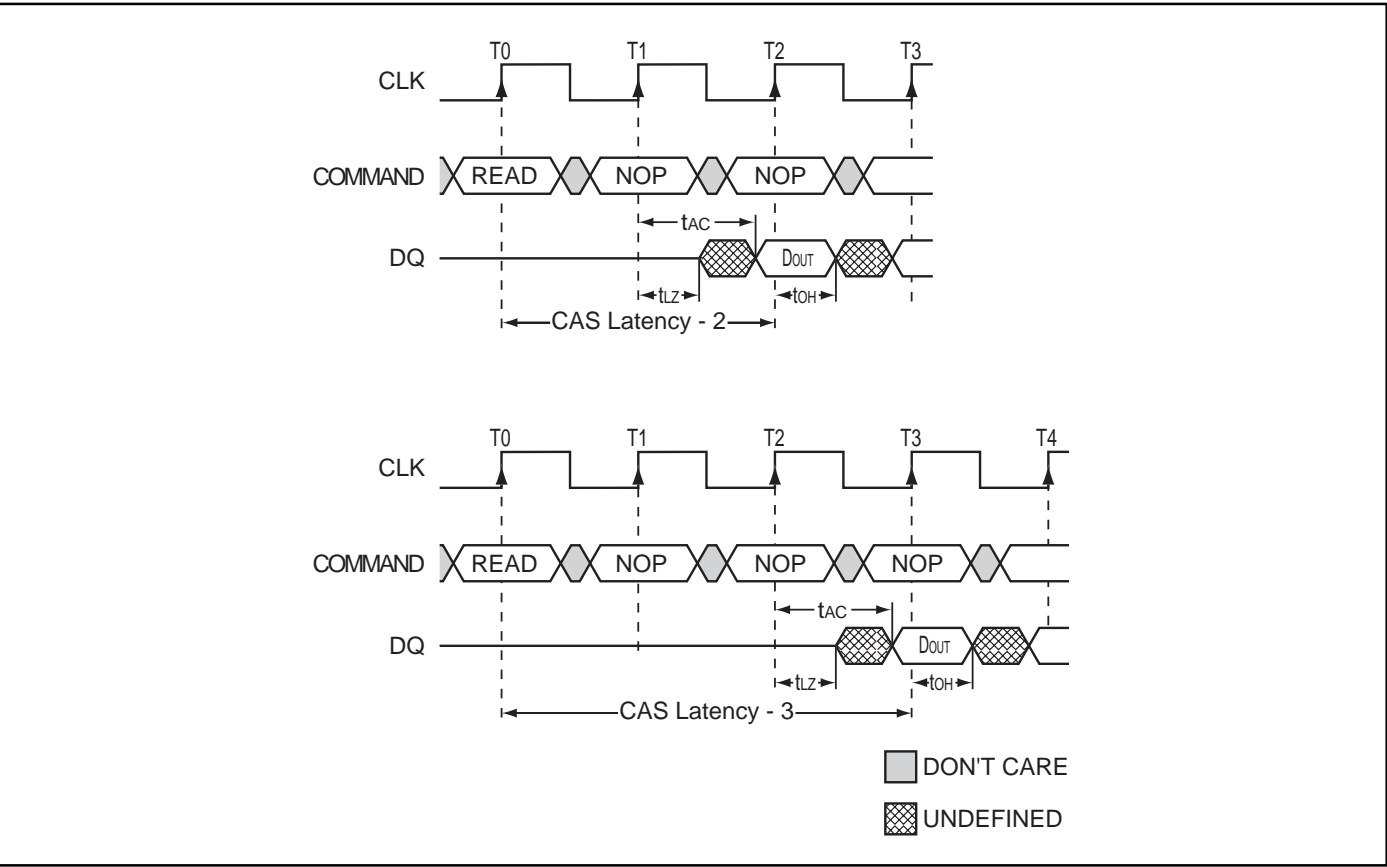 T0 T1 T2 T3
CLK
COMMAND READ NOP NOP
tAC
DQ DOUT
tLZ tOH
CAS Latency - 2
T0 T1 T2 T3 T4
CLK
COMMAND READ NOP NOP NOP
tAC
DQ DOUT
tLZ tOH
CAS Latency - 3
DON'T CARE
UNDEFINED